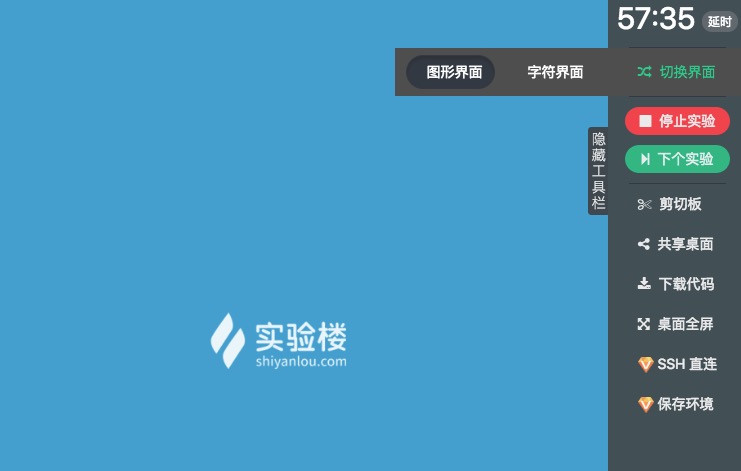 57:35 延时
图形界面 字符界面 切换界面
停止实验
下个实验
隐藏工具栏
剪切板
共享桌面
下载代码
桌面全屏
SSH 直连
保存环境
实验楼
shiyanlou.com